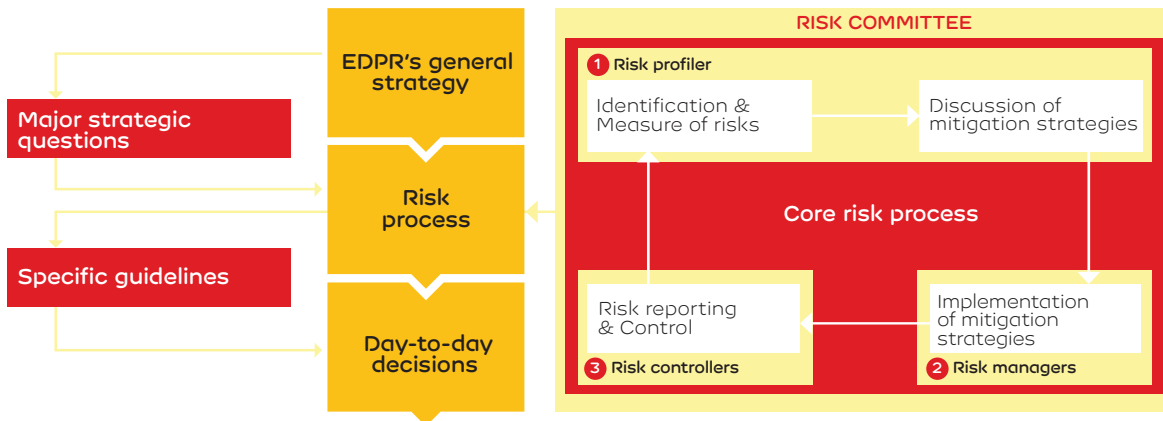 EDPR's general
strategy
Major strategic
questions
Risk
process
Specific guidelines
Day-to-day
decisions
RISK COMMITTEE
1 Risk profiler
Identification &
Measure of risks
Discussion of
mitigation strategies
Core risk process
Risk reporting
& Control
3 Risk controllers
Implementation
of mitigation
strategies
2 Risk managers